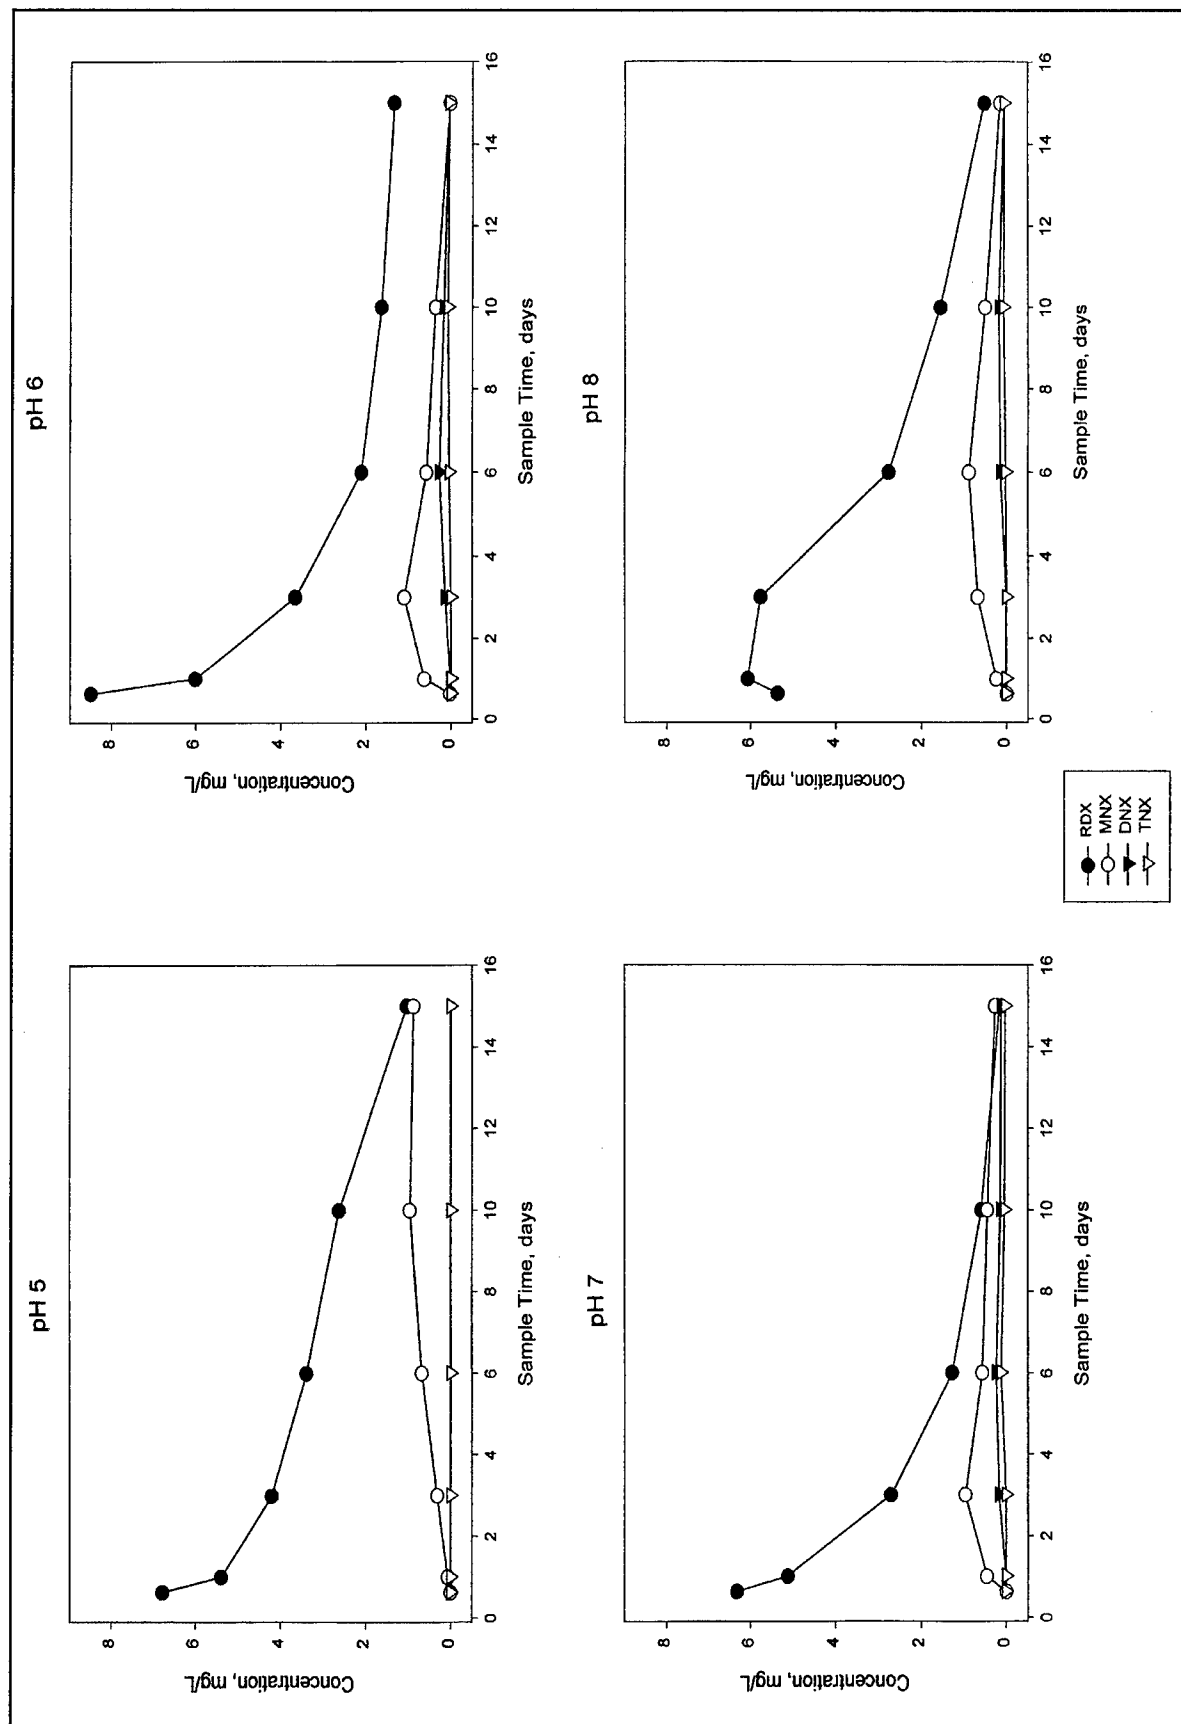 pH 5
Concentration, mg/L
8
6
4
2
0
0 2 4 6 8 10 12 14 16
Sample Time, days
pH 6
Concentration, mg/L
8
6
4
2
0
0 2 4 6 8 10 12 14 16
Sample Time, days
pH 7
Concentration, mg/L
8
6
4
2
0
0 2 4 6 8 10 12 14 16
Sample Time, days
pH 8
Concentration, mg/L
8
6
4
2
0
0 2 4 6 8 10 12 14 16
Sample Time, days
RDX
MNX
DNX
TNX